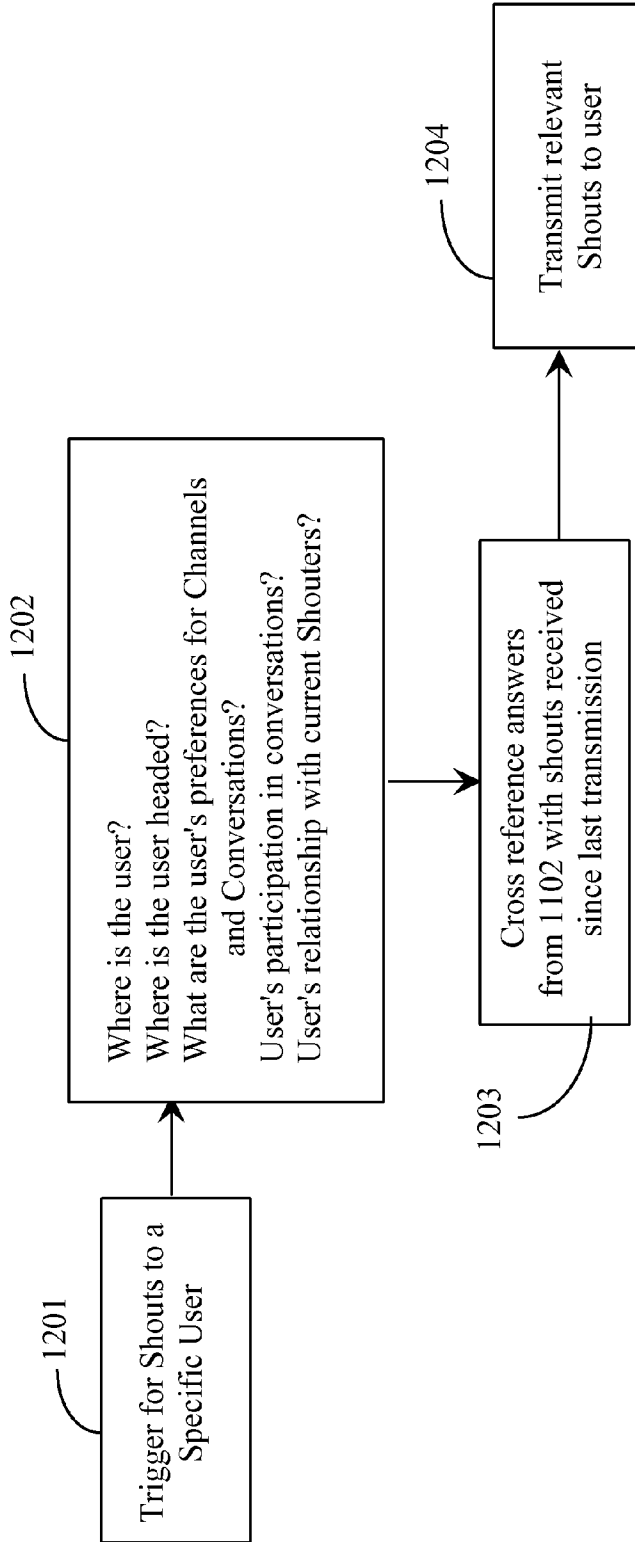 1201
Trigger for Shouts to a
Specific User
1202
Where is the user?
Where is the user headed?
What are the user's preferences for Channels
and Conversations?
User's participation in conversations?
User's relationship with current Shouters?
1203
Cross reference answers
from 1102 with shouts received
since last transmission
1204
Transmit relevant
Shouts to user